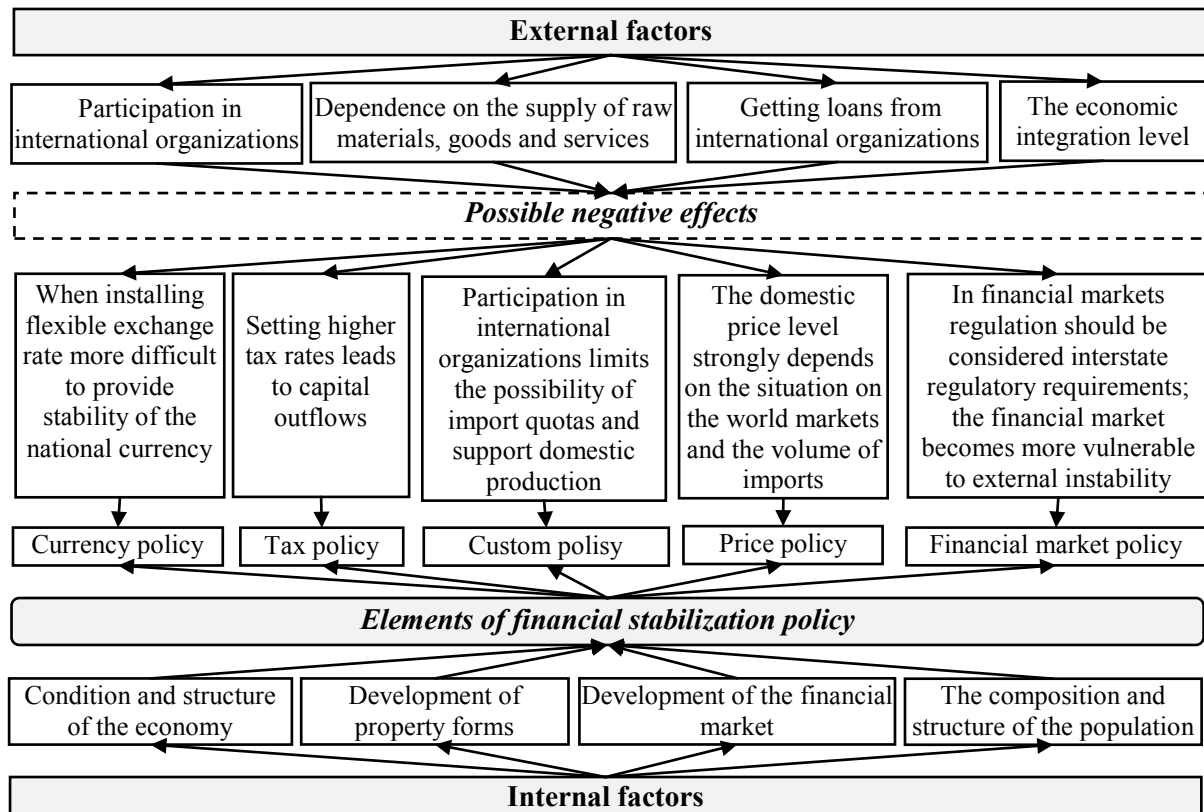 External factors
Participation in
international organizations
Dependence on the supply of raw
materials, goods and services
Getting loans from
international organizations
The economic
integration level
Possible negative effects
When installing
flexible exchange
rate more difficult
to provide
stability of the
national currency
Setting higher
tax rates leads
to capital
outflows
Participation in
international
organizations limits
the possibility of
import quotas and
support domestic
production
The domestic
price level
strongly depends
on the situation on
the world markets
and the volume of
imports
In financial markets
regulation should be
considered interstate
regulatory requirements;
the financial market
becomes more vulnerable
to external instability
Currency policy
Tax policy
Custom polisy
Price policy
Financial market policy
Elements of financial stabilization policy
Condition and structure
of the economy
Development of
property forms
Development of the financial
market
The composition and
structure of the population
Internal factors